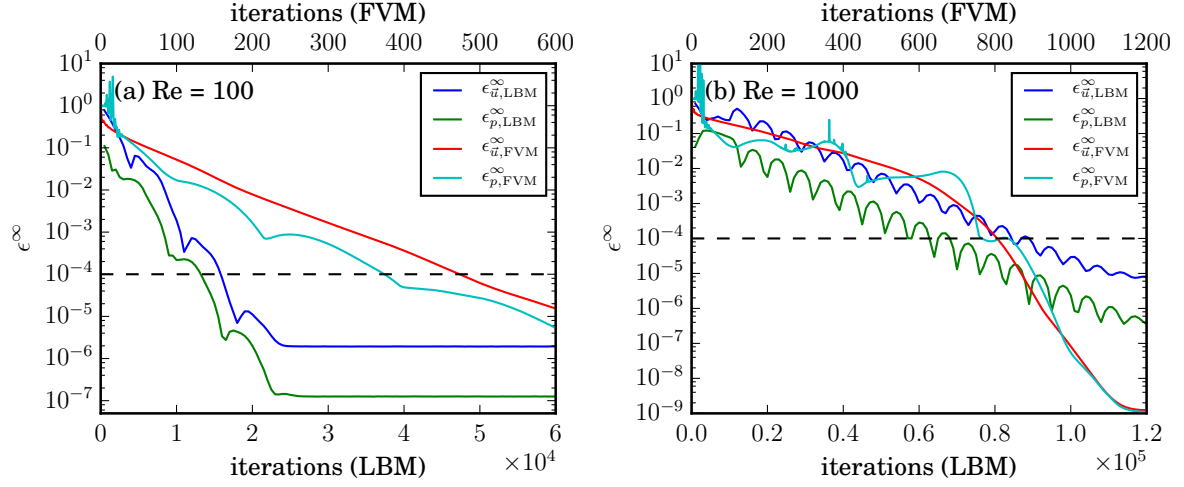 iterations (FVM)
0 100 200 300 400 500 600
10^1
10^0
10^-1
10^-2
10^-3
10^-4
10^-5
10^-6
10^-7
ϵ^∞
(a) Re = 100
ϵ^∞_{u⃗,LBM}
ϵ^∞_{p,LBM}
ϵ^∞_{u⃗,FVM}
ϵ^∞_{p,FVM}
0 1 2 3 4 5 6
×10^4
iterations (LBM)
iterations (FVM)
0 200 400 600 800 1000 1200
10^1
10^0
10^-1
10^-2
10^-3
10^-4
10^-5
10^-6
10^-7
10^-8
10^-9
ϵ^∞
(b) Re = 1000
ϵ^∞_{u⃗,LBM}
ϵ^∞_{p,LBM}
ϵ^∞_{u⃗,FVM}
ϵ^∞_{p,FVM}
0.0 0.2 0.4 0.6 0.8 1.0 1.2
×10^5
iterations (LBM)